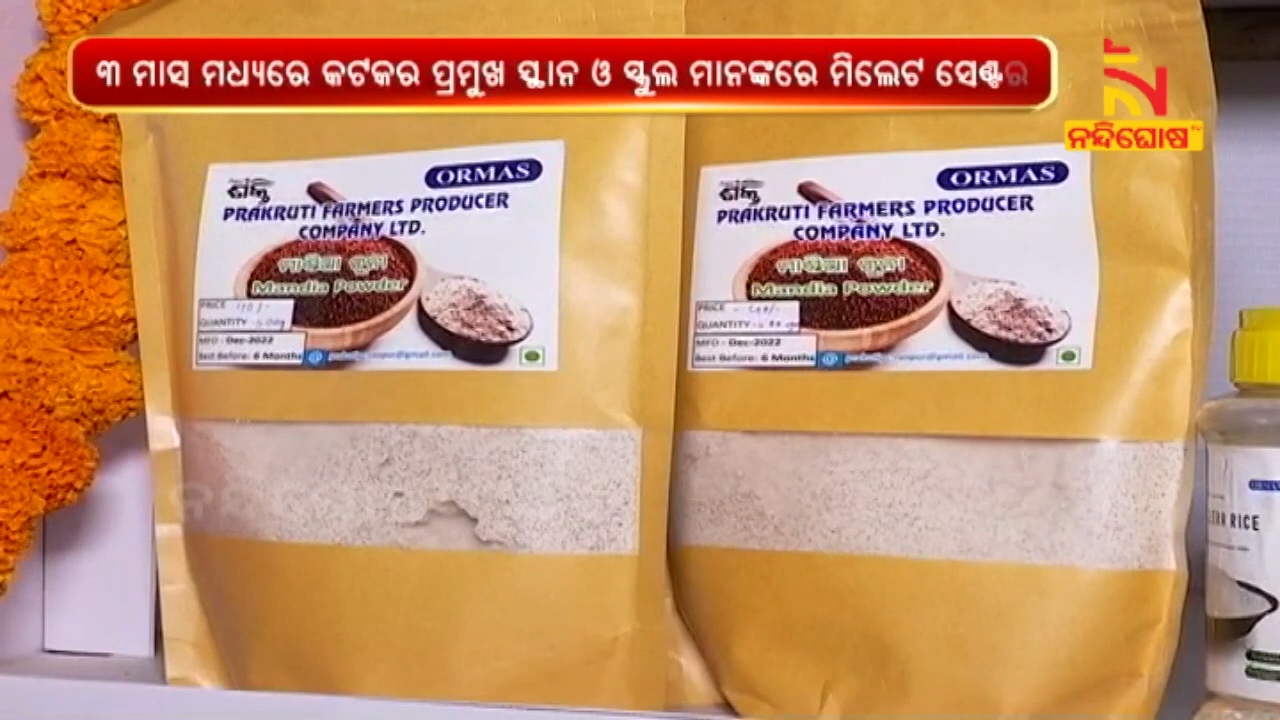 ୩ ମାସ ମଧ୍ୟରେ କଟକର ପ୍ରମୁଖ ସ୍ଥାନ ଓ ସ୍କୁଲ ମାନଙ୍କରେ ମିଲେଟ ସେଣ୍ଟର
ନନ୍ଦିଘୋଷ
ORMAS
PRAKRUTI FARMERS PRODUCER
COMPANY LTD.
ମାଣ୍ଡିଆ ଗୁଣ୍ଡ
Mandia Powder
PRICE
QUANTITY
MFD - Dec-2022
Best Before: 6 Months
ORMAS
PRAKRUTI FARMERS PRODUCER
COMPANY LTD.
ମାଣ୍ଡିଆ ଗୁଣ୍ଡ
Mandia Powder
PRICE
QUANTITY
MFD - Dec-2022
Best Before: 6 Months
RICE